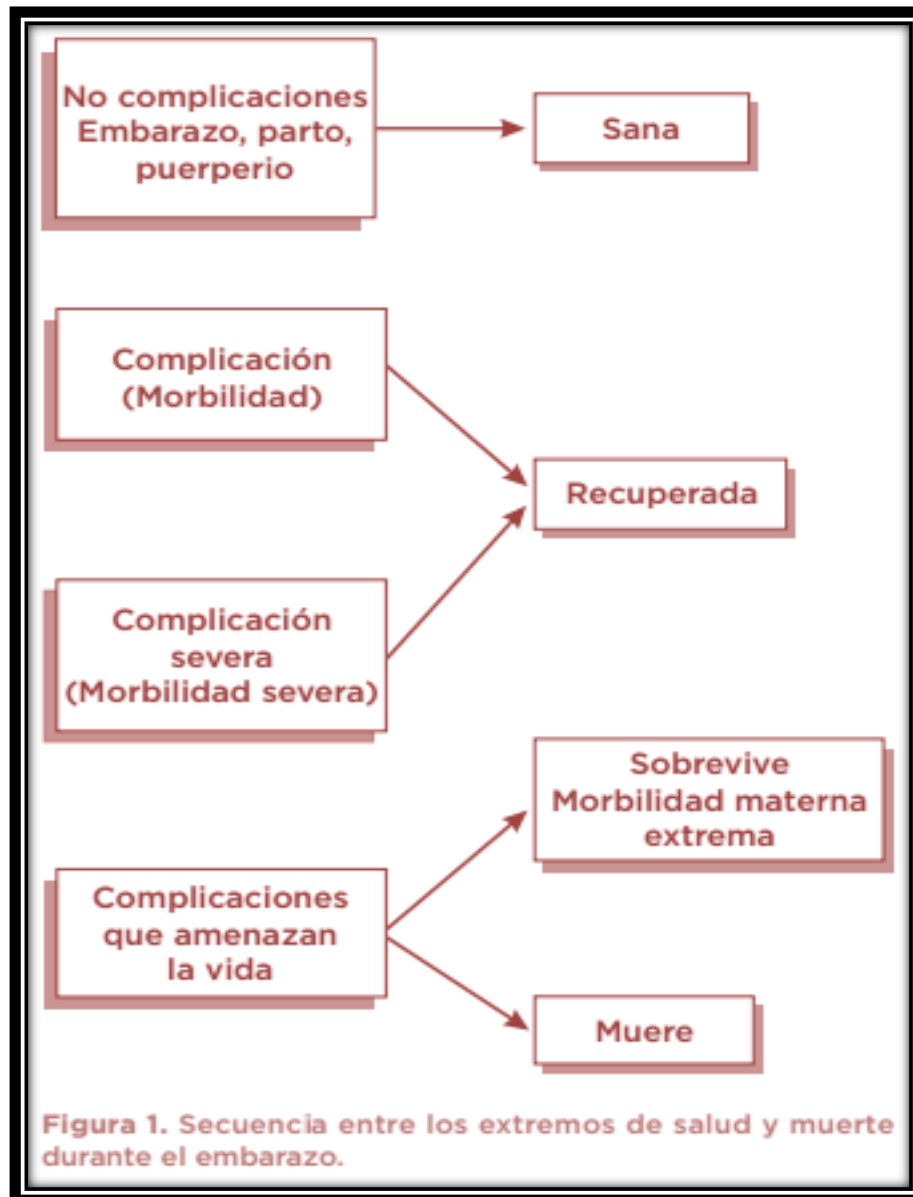 No complicaciones
Embarazo, parto,
puerperio
Sana
Complicación
(Morbilidad)
Recuperada
Complicación
severa
(Morbilidad severa)
Sobrevive
Morbilidad materna
extrema
Complicaciones
que amenazan
la vida
Muere
Figura 1. Secuencia entre los extremos de salud y muerte
durante el embarazo.